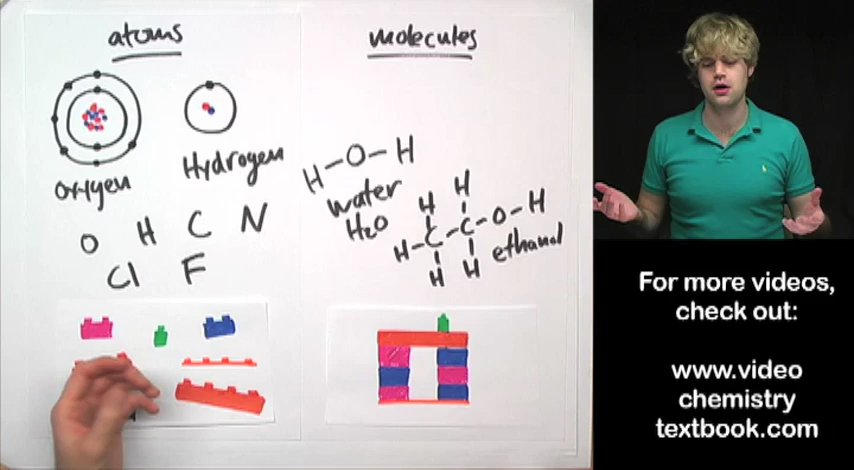 atoms
Oxygen
Hydrogen
O H C N
Cl F
molecules
H-O-H
water
H2O
H H
H-C-C-O-H
H H
ethanol
For more videos,
check out:
www.video
chemistry
textbook.com